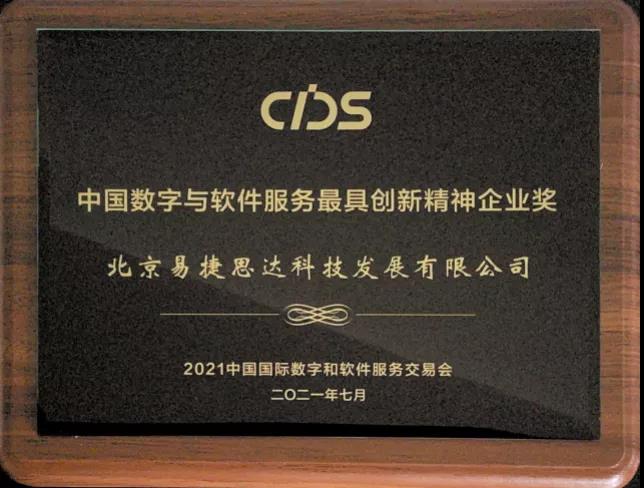 CDS
中国数字与软件服务最具创新精神企业奖
北京易捷思达科技发展有限公司
2021中国国际数字和软件服务交易会
二〇二一年七月